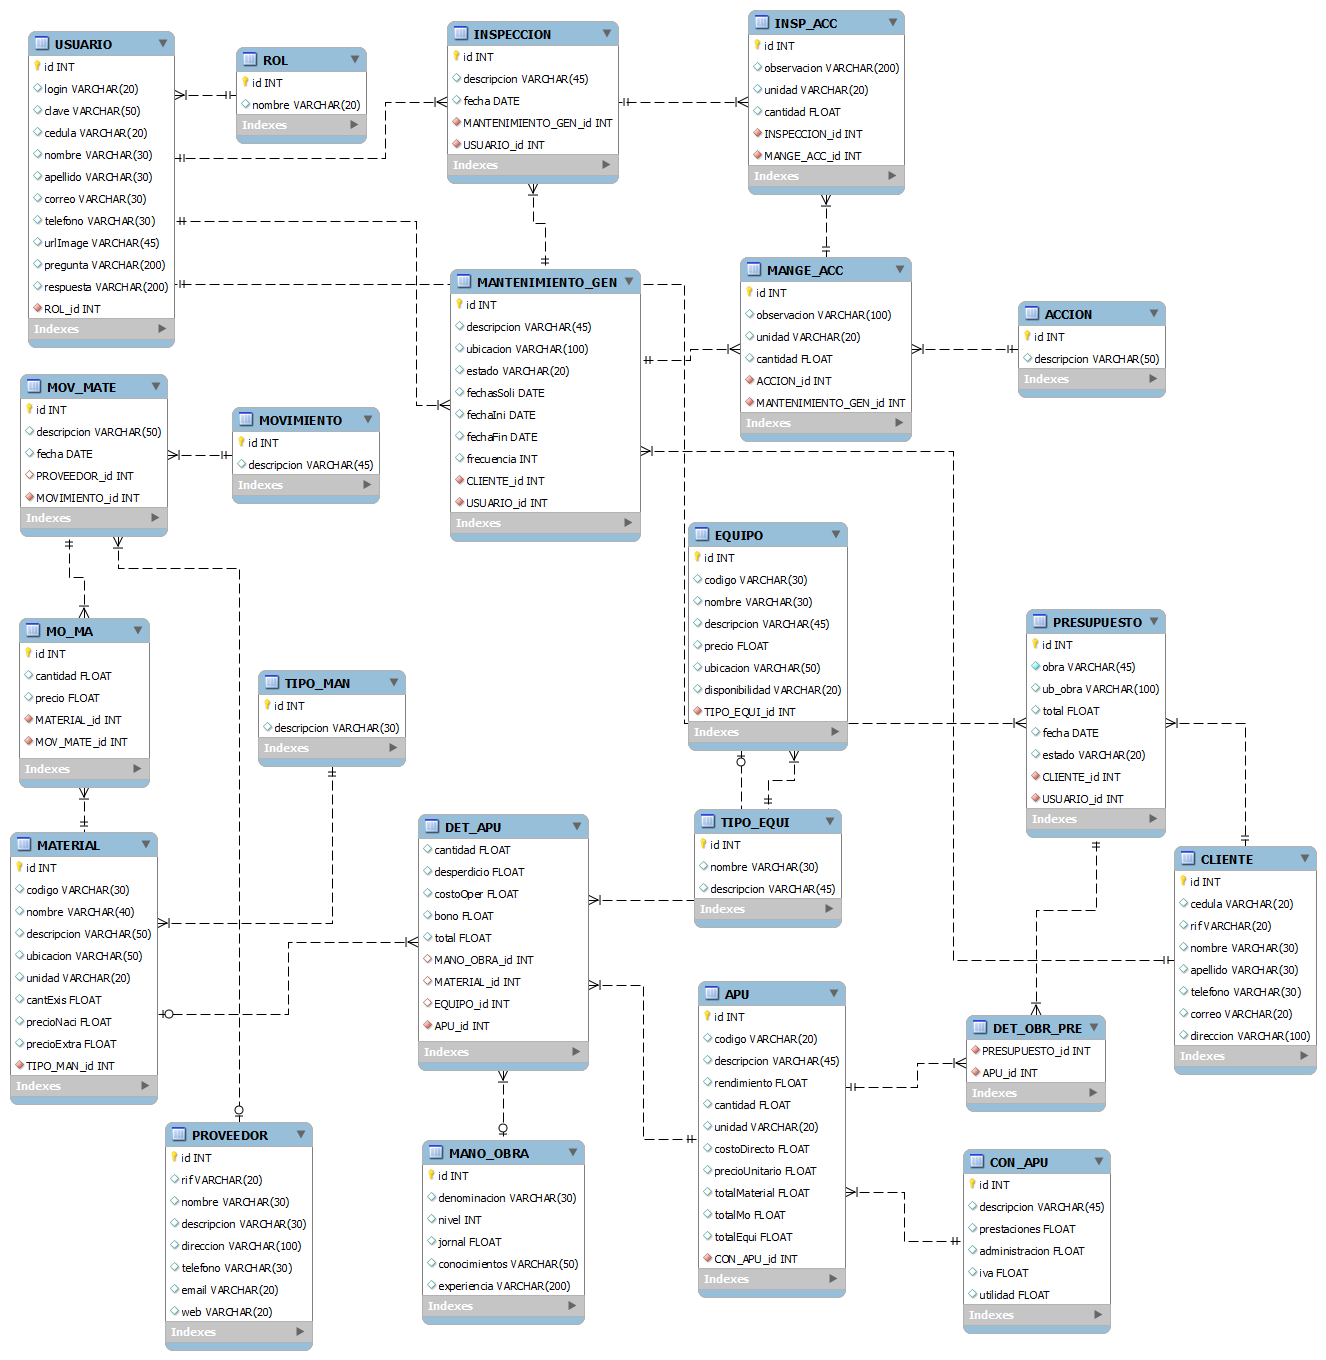 USUARIO
id INT
login VARCHAR(20)
clave VARCHAR(50)
cedula VARCHAR(20)
nombre VARCHAR(30)
apellido VARCHAR(30)
correo VARCHAR(30)
telefono VARCHAR(30)
urlImage VARCHAR(45)
pregunta VARCHAR(200)
respuesta VARCHAR(200)
ROL_id INT
Indexes
ROL
id INT
nombre VARCHAR(20)
Indexes
INSPECCION
id INT
descripcion VARCHAR(45)
fecha DATE
MANTENIMIENTO_GEN_id INT
USUARIO_id INT
Indexes
INSP_ACC
id INT
observacion VARCHAR(200)
unidad VARCHAR(20)
cantidad FLOAT
INSPECCION_id INT
MANGE_ACC_id INT
Indexes
MANTENIMIENTO_GEN
id INT
descripcion VARCHAR(45)
ubicacion VARCHAR(100)
estado VARCHAR(20)
fechasSoli DATE
fechaIni DATE
fechaFin DATE
frecuencia INT
CLIENTE_id INT
USUARIO_id INT
Indexes
MANGE_ACC
id INT
observacion VARCHAR(100)
unidad VARCHAR(20)
cantidad FLOAT
ACCION_id INT
MANTENIMIENTO_GEN_id INT
Indexes
ACCION
id INT
descripcion VARCHAR(50)
Indexes
MOV_MATE
id INT
descripcion VARCHAR(50)
fecha DATE
PROVEEDOR_id INT
MOVIMIENTO_id INT
Indexes
MOVIMIENTO
id INT
descripcion VARCHAR(45)
Indexes
EQUIPO
id INT
codigo VARCHAR(30)
nombre VARCHAR(30)
descripcion VARCHAR(45)
precio FLOAT
ubicacion VARCHAR(50)
disponibilidad VARCHAR(20)
TIPO_EQUI_id INT
Indexes
PRESUPUESTO
id INT
obra VARCHAR(45)
ub_obra VARCHAR(100)
total FLOAT
fecha DATE
estado VARCHAR(20)
CLIENTE_id INT
USUARIO_id INT
Indexes
MO_MA
id INT
cantidad FLOAT
precio FLOAT
MATERIAL_id INT
MOV_MATE_id INT
Indexes
TIPO_MAN
id INT
descripcion VARCHAR(30)
Indexes
MATERIAL
id INT
codigo VARCHAR(30)
nombre VARCHAR(40)
descripcion VARCHAR(50)
ubicacion VARCHAR(50)
unidad VARCHAR(20)
cantExis FLOAT
precioNaci FLOAT
precioExtra FLOAT
TIPO_MAN_id INT
Indexes
DET_APU
cantidad FLOAT
desperdicio FLOAT
costoOper FLOAT
bono FLOAT
total FLOAT
MANO_OBRA_id INT
MATERIAL_id INT
EQUIPO_id INT
APU_id INT
Indexes
TIPO_EQUI
id INT
nombre VARCHAR(30)
descripcion VARCHAR(45)
Indexes
CLIENTE
id INT
cedula VARCHAR(20)
rif VARCHAR(20)
nombre VARCHAR(30)
apellido VARCHAR(30)
telefono VARCHAR(30)
correo VARCHAR(20)
direccion VARCHAR(100)
Indexes
APU
id INT
codigo VARCHAR(20)
descripcion VARCHAR(45)
rendimiento FLOAT
cantidad FLOAT
unidad VARCHAR(20)
costoDirecto FLOAT
precioUnitario FLOAT
totalMaterial FLOAT
totalMo FLOAT
totalEqui FLOAT
CON_APU_id INT
Indexes
DET_OBR_PRE
PRESUPUESTO_id INT
APU_id INT
Indexes
PROVEEDOR
id INT
rif VARCHAR(20)
nombre VARCHAR(30)
descripcion VARCHAR(30)
direccion VARCHAR(100)
telefono VARCHAR(30)
email VARCHAR(20)
web VARCHAR(20)
Indexes
MANO_OBRA
id INT
denominacion VARCHAR(30)
nivel INT
jornal FLOAT
conocimientos VARCHAR(50)
experiencia VARCHAR(200)
Indexes
CON_APU
id INT
descripcion VARCHAR(45)
prestaciones FLOAT
administracion FLOAT
iva FLOAT
utilidad FLOAT
Indexes